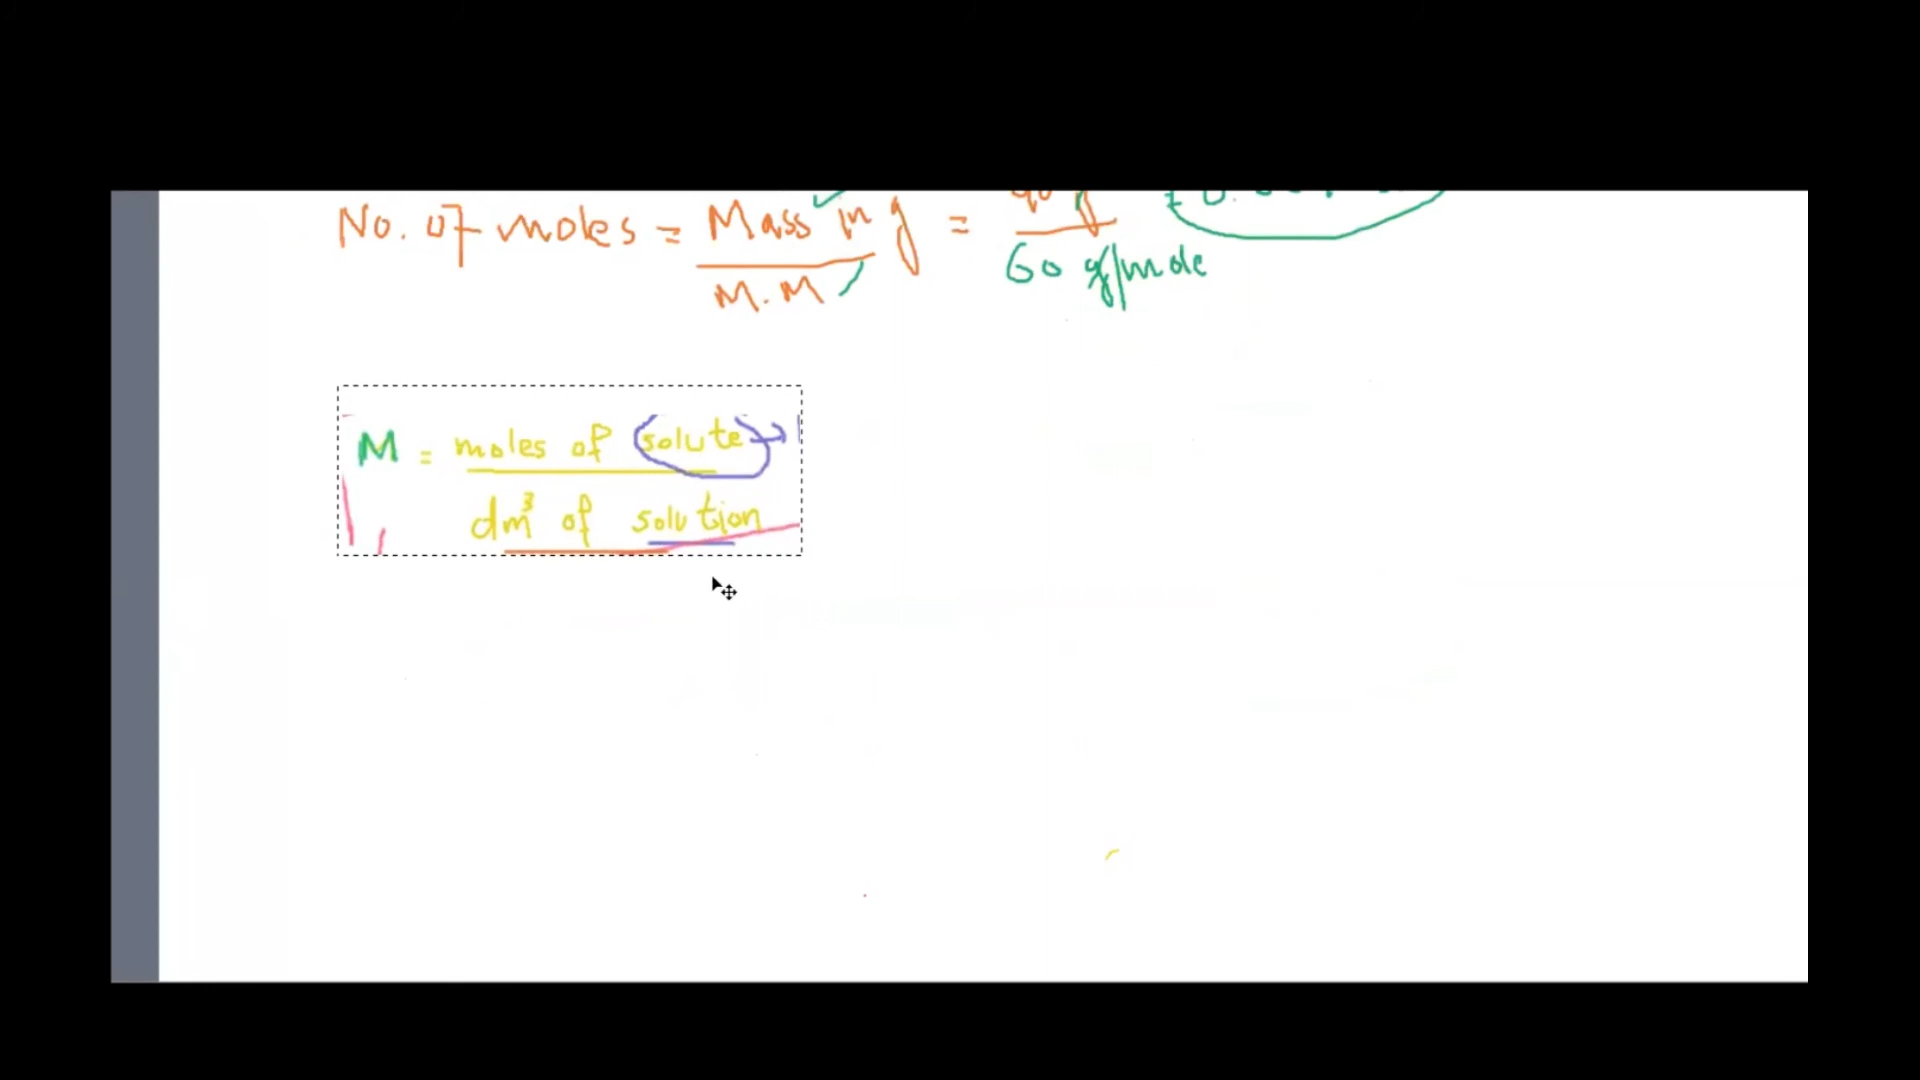 No. of moles = Mass in g = g
M.M 60 g/mole
M = moles of solute
dm³ of solution